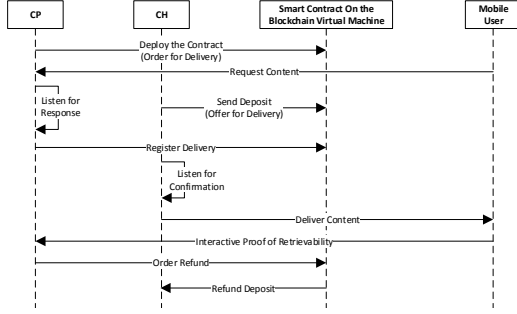 CP
CH
Smart Contract On the
Blockchain Virtual Machine
Mobile
User
Deploy the Contract
(Order for Delivery)
Request Content
Listen for
Response
Send Deposit
(Offer for Delivery)
Register Delivery
Listen for
Confirmation
Deliver Content
Interactive Proof of Retrievability
Order Refund
Refund Deposit